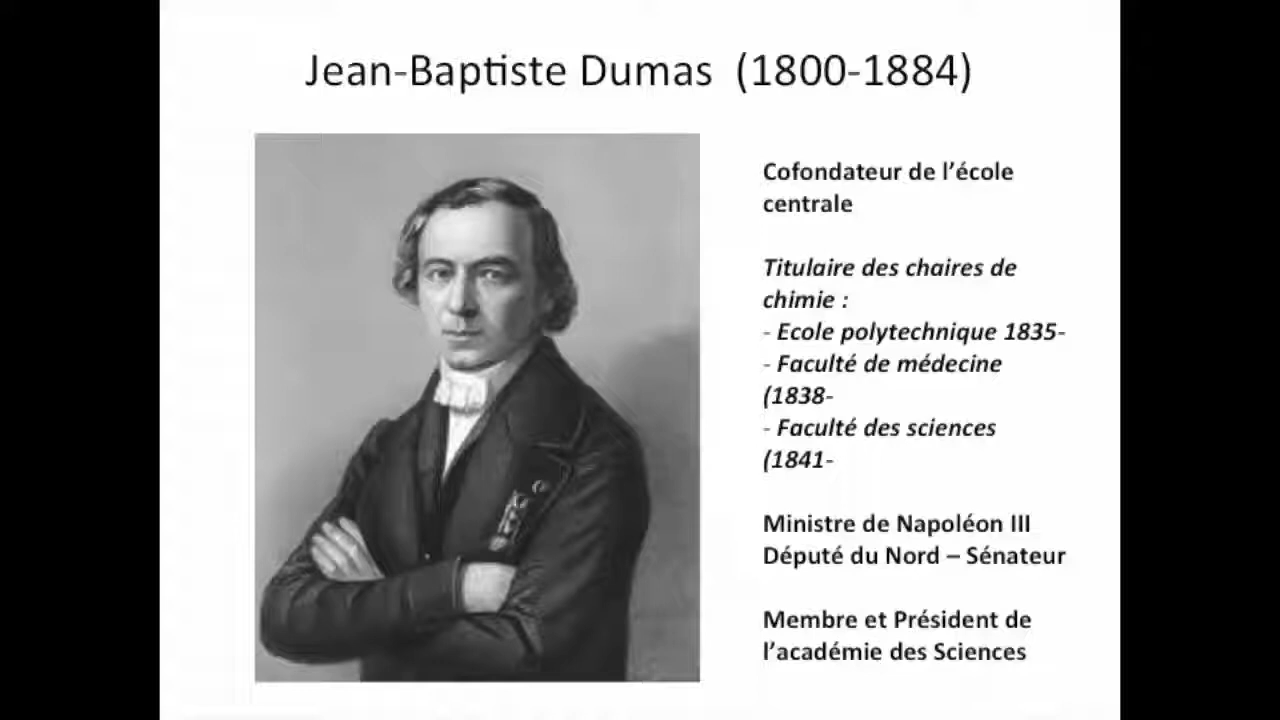 Jean-Baptiste Dumas (1800-1884)
Cofondateur de l’école
centrale
Titulaire des chaires de
chimie :
- Ecole polytechnique 1835-
- Faculté de médecine
(1838-
- Faculté des sciences
(1841-
Ministre de Napoléon III
Député du Nord – Sénateur
Membre et Président de
l’académie des Sciences